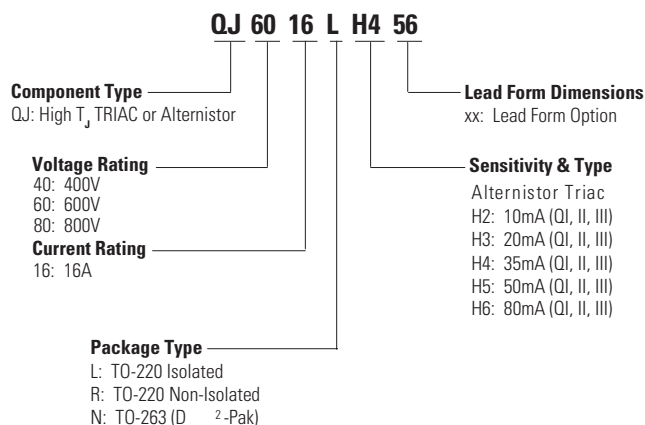 QJ 60 16 L H4 56
Component Type
QJ: High TJ TRIAC or Alternistor
Voltage Rating
40: 400V
60: 600V
80: 800V
Current Rating
16: 16A
Package Type
L: TO-220 Isolated
R: TO-220 Non-Isolated
N: TO-263 (D 2 -Pak)
Lead Form Dimensions
xx: Lead Form Option
Sensitivity & Type
Alternistor Triac
H2: 10mA (QI, II, III)
H3: 20mA (QI, II, III)
H4: 35mA (QI, II, III)
H5: 50mA (QI, II, III)
H6: 80mA (QI, II, III)